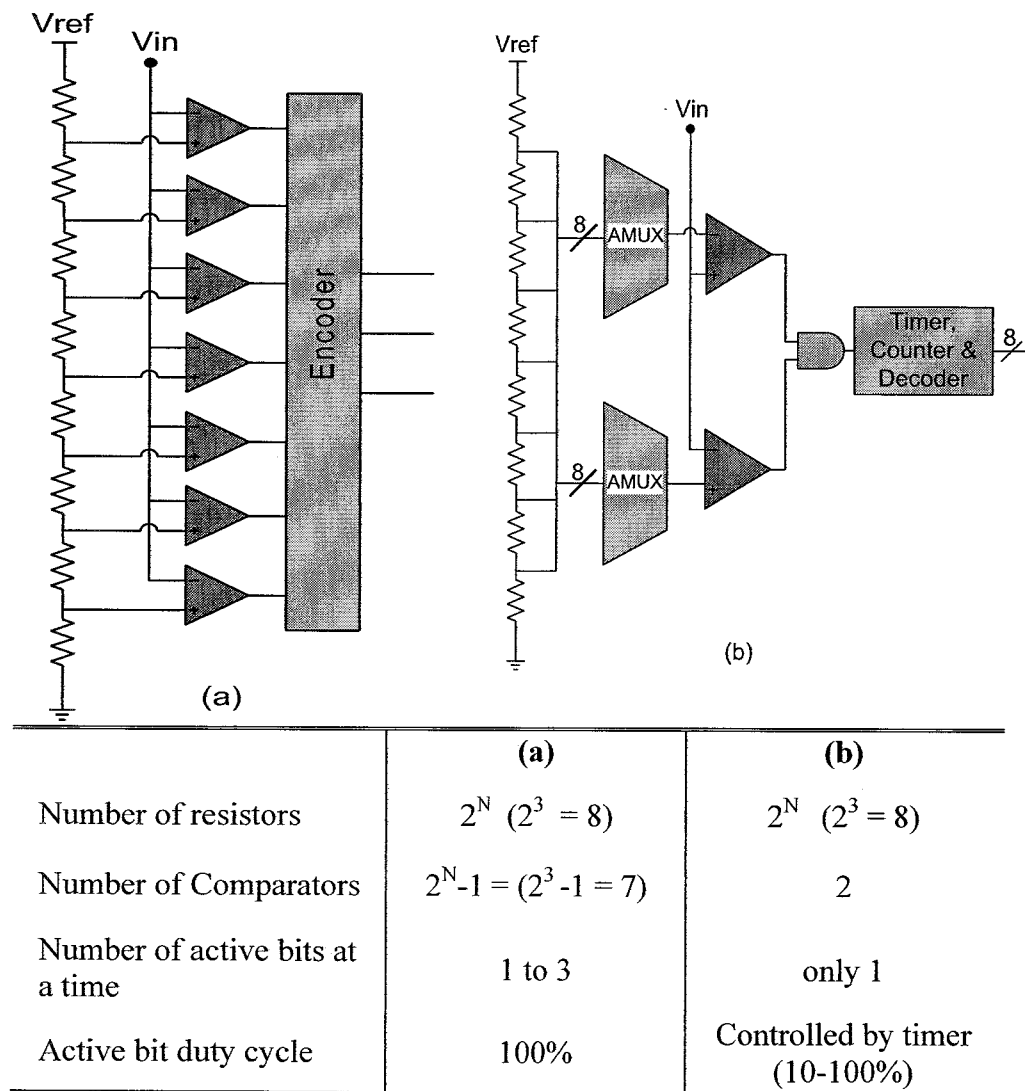 Vref
Vin
Encoder
(a)
Vref
Vin
8
AMUX
8
AMUX
Timer,
Counter &
Decoder
8
(b)
(a) (b)
Number of resistors 2^N (2^3 = 8) 2^N (2^3 = 8)
Number of Comparators 2^N-1 = (2^3 -1 = 7) 2
Number of active bits at
a time
1 to 3 only 1
Active bit duty cycle 100% Controlled by timer
(10-100%)